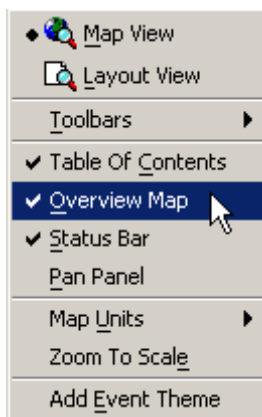 Map View
Layout View
Toolbars
Table Of Contents
Overview Map
Status Bar
Pan Panel
Map Units
Zoom To Scale
Add Event Theme